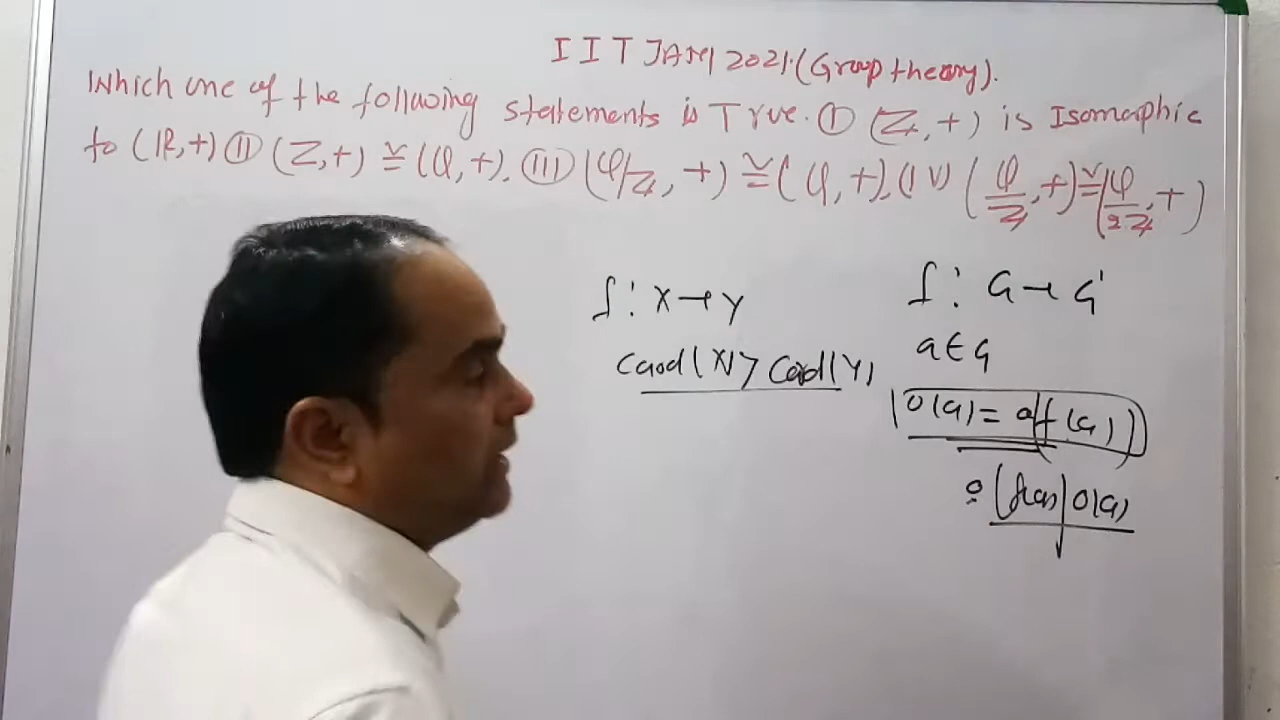 IIT JAM 2021. (Group theory).
Which one of the following statements is True. Ⓘ (ℤ, +) is Isomorphic
to (ℝ, +) Ⓘⓘ (ℤ, +) ≅ (ℚ, +). Ⓘⓘⓘ (ℚ/ℤ, +) ≅ (ℚ, +). (IV) (ℚ/ℤ, +) ≅ (ℚ/2ℤ, +)
f: X → Y
Card(X) > Card(Y)
f: G → G'
a ∈ G
O(a) = of(a)
o(f(a)) | O(a)